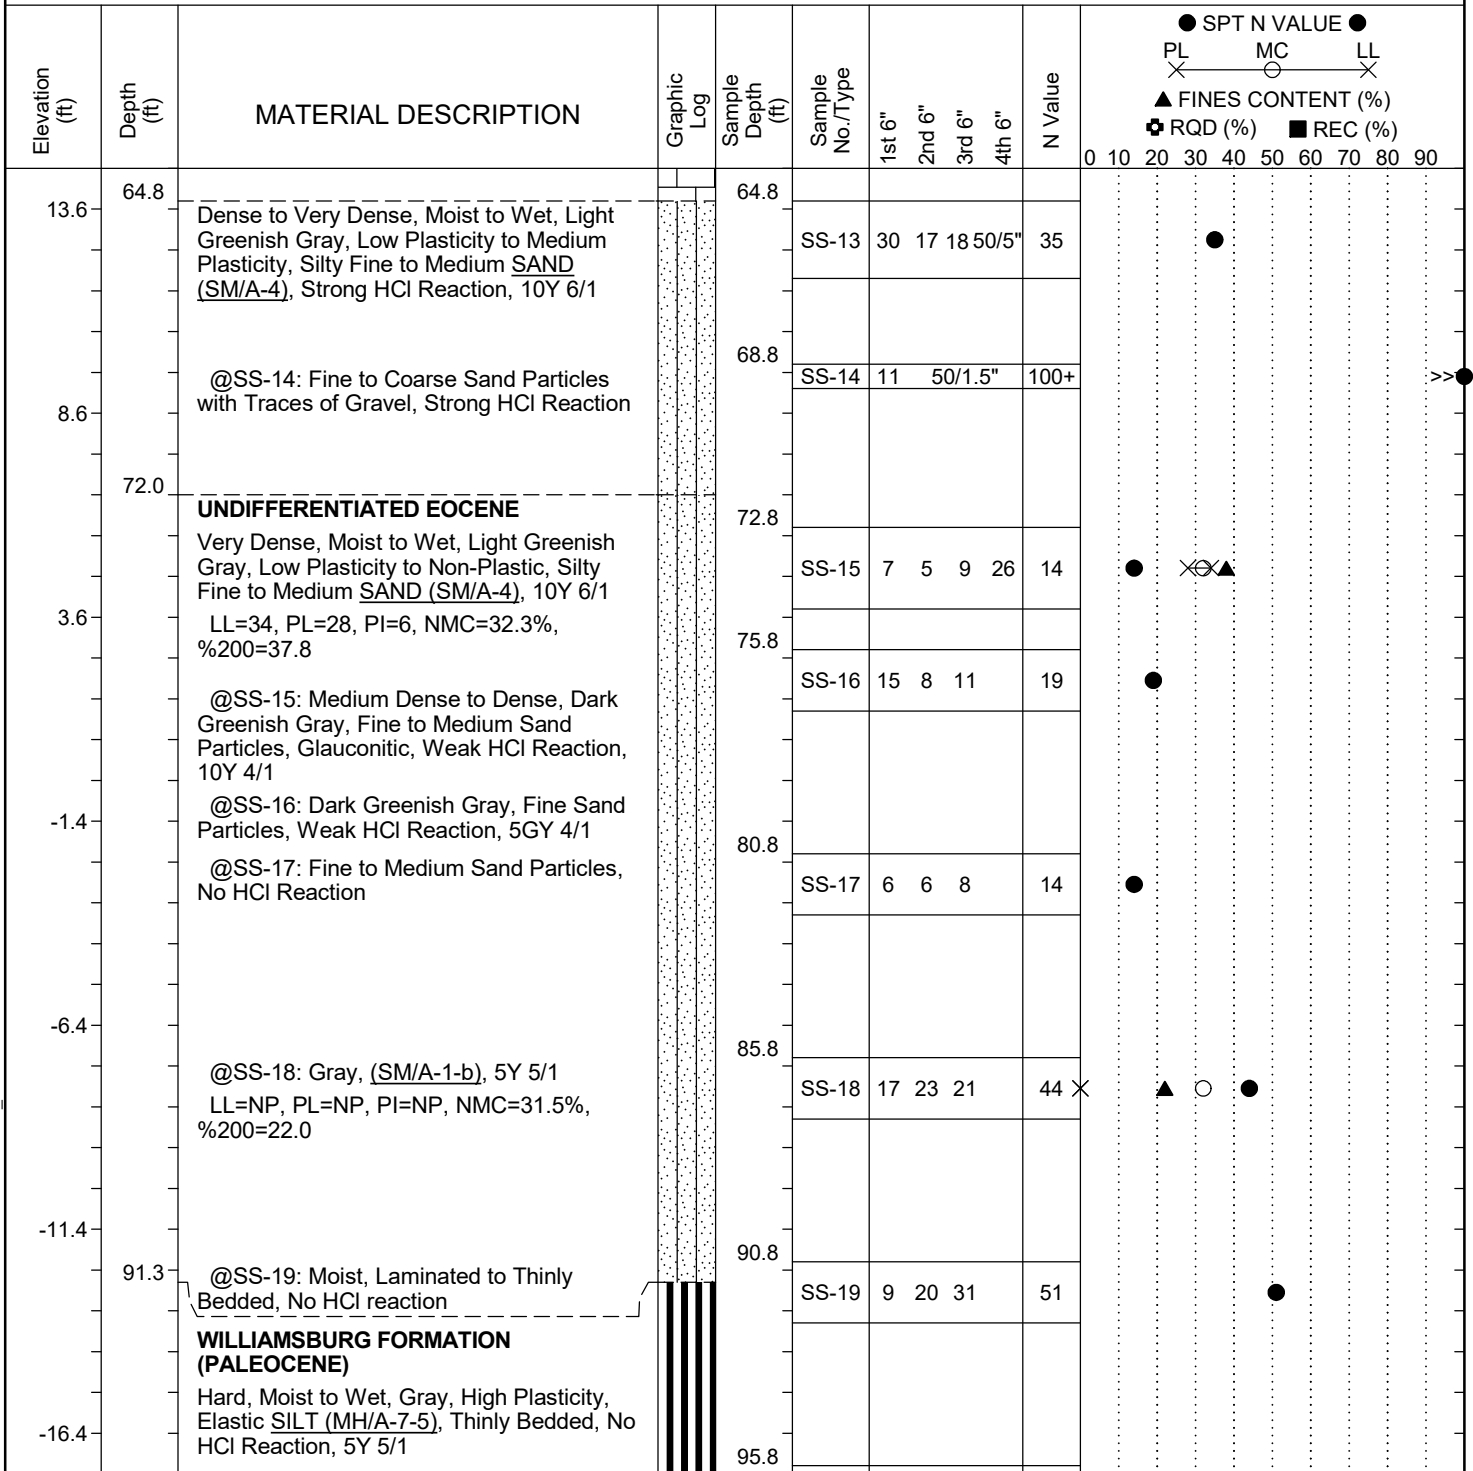 ● SPT N VALUE ●
PL MC LL
▲ FINES CONTENT (%)
RQD (%) ■ REC (%)
Elevation (ft)
Depth (ft)
MATERIAL DESCRIPTION
Graphic Log
Sample Depth (ft)
Sample No./Type
1st 6"
2nd 6"
3rd 6"
4th 6"
N Value
0 10 20 30 40 50 60 70 80 90
64.8 64.8
13.6
Dense to Very Dense, Moist to Wet, Light
Greenish Gray, Low Plasticity to Medium
Plasticity, Silty Fine to Medium SAND
(SM/A-4), Strong HCl Reaction, 10Y 6/1
SS-13 30 17 18 50/5" 35
68.8
@SS-14: Fine to Coarse Sand Particles
with Traces of Gravel, Strong HCl Reaction
SS-14 11 50/1.5" 100+ >>
8.6
72.0
UNDIFFERENTIATED EOCENE
72.8
Very Dense, Moist to Wet, Light Greenish
Gray, Low Plasticity to Non-Plastic, Silty
Fine to Medium SAND (SM/A-4), 10Y 6/1
SS-15 7 5 9 26 14
3.6
LL=34, PL=28, PI=6, NMC=32.3%,
%200=37.8
75.8
SS-16 15 8 11 19
@SS-15: Medium Dense to Dense, Dark
Greenish Gray, Fine to Medium Sand
Particles, Glauconitic, Weak HCl Reaction,
10Y 4/1
@SS-16: Dark Greenish Gray, Fine Sand
Particles, Weak HCl Reaction, 5GY 4/1
-1.4
80.8
@SS-17: Fine to Medium Sand Particles,
No HCl Reaction
SS-17 6 6 8 14
-6.4
85.8
@SS-18: Gray, (SM/A-1-b), 5Y 5/1
LL=NP, PL=NP, PI=NP, NMC=31.5%,
%200=22.0
SS-18 17 23 21 44
-11.4
90.8
91.3
@SS-19: Moist, Laminated to Thinly
Bedded, No HCl reaction
SS-19 9 20 31 51
WILLIAMSBURG FORMATION
(PALEOCENE)
Hard, Moist to Wet, Gray, High Plasticity,
Elastic SILT (MH/A-7-5), Thinly Bedded, No
HCl Reaction, 5Y 5/1
-16.4
95.8